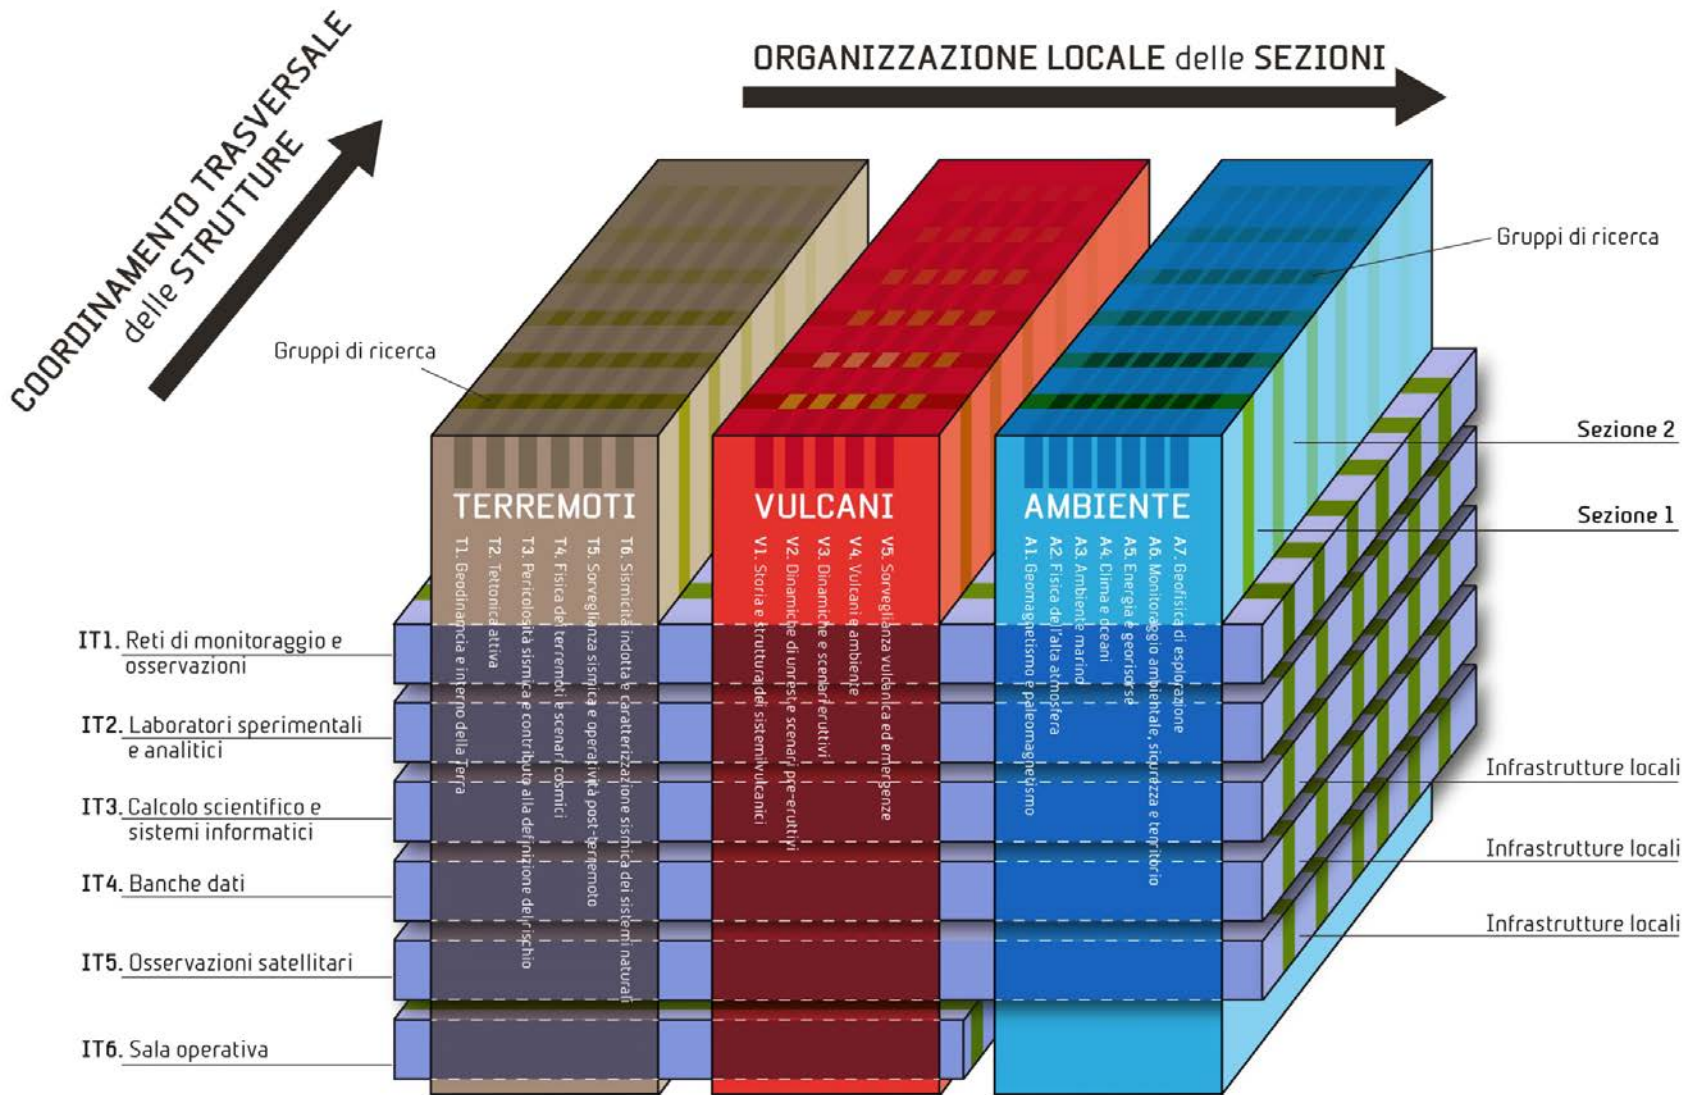 COORDINAMENTO TRASVERSALE
delle STRUTTURE
ORGANIZZAZIONE LOCALE delle SEZIONI
Gruppi di ricerca
Gruppi di ricerca
Sezione 2
Sezione 1
TERREMOTI
T1. Geodinamcia e interno della Terra
T2. Tettonica attiva
T3. Pericolosità sismica e contributo alla definizione del rischio
T4. Fisica dei terremoti e scenari cosmici
T5. Sorveglianza sismica e operatività post-terremoto
T6. Sismicità indotta e caratterizzazione sismica dei sistemi naturali
VULCANI
V1. Storia e struttura dei sistemi vulcanici
V2. Dinamiche di unrest e scenari pre-eruttivi
V3. Dinamiche e scenari eruttivi
V4. Vulcani e ambiente
V5. Sorveglianza vulcanica ed emergenze
AMBIENTE
A1. Geomagnetismo e paleomagnetismo
A2. Fisica dell'alta atmosfera
A3. Ambiente marino
A4. Clima e oceani
A5. Energia e georisorse
A6. Monitoraggio ambientale, sicurezza e territorio
A7. Geofisica di esplorazione
IT1. Reti di monitoraggio e
osservazioni
IT2. Laboratori sperimentali
e analitici
IT3. Calcolo scientifico e
sistemi informatici
IT4. Banche dati
IT5. Osservazioni satellitari
IT6. Sala operativa
Infrastrutture locali
Infrastrutture locali
Infrastrutture locali